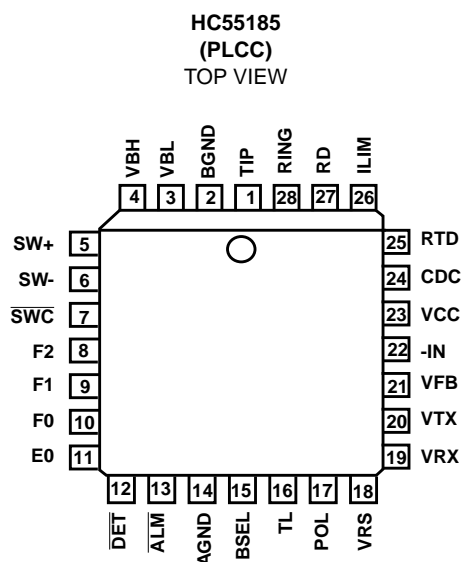 HC55185
(PLCC)
TOP VIEW
VBH
VBL
BGND
TIP
RING
RD
ILIM
4
3
2
1
28
27
26
SW+ 5
SW- 6
SWC 7
F2 8
F1 9
F0 10
E0 11
25 RTD
24 CDC
23 VCC
22 -IN
21 VFB
20 VTX
19 VRX
12
13
14
15
16
17
18
DET
ALM
AGND
BSEL
TL
POL
VRS